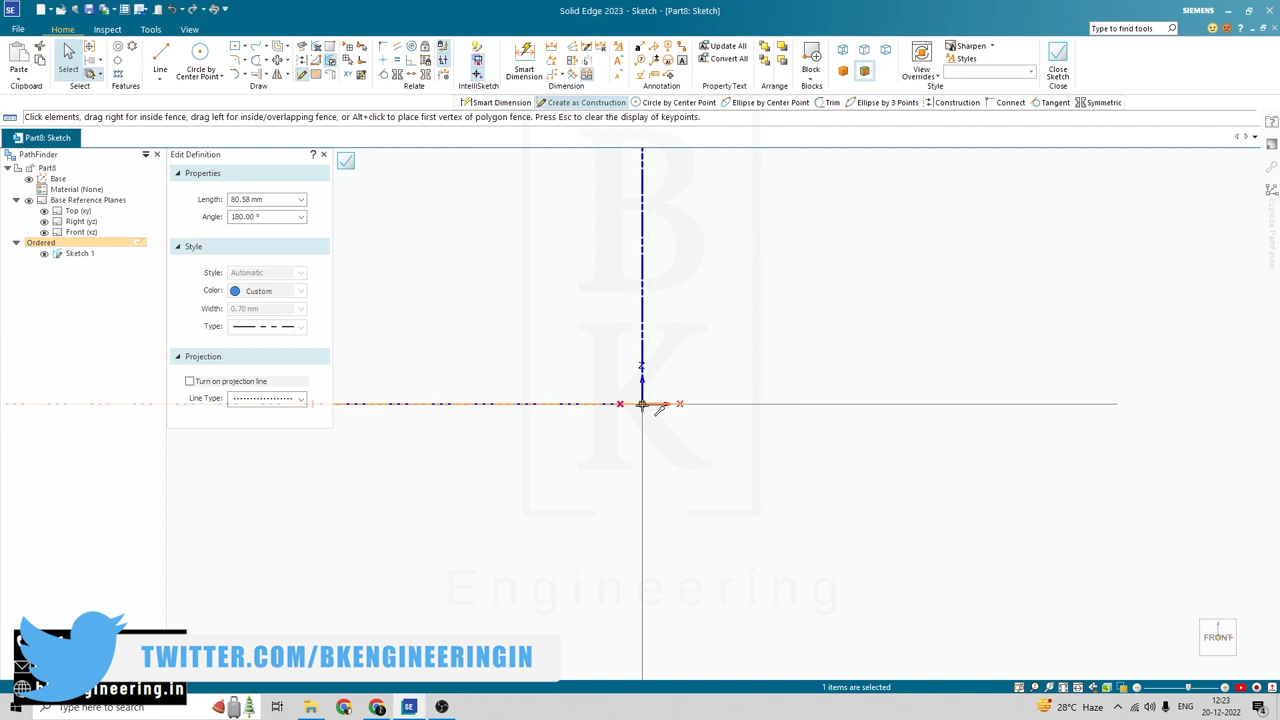 Solid Edge 2023 - Sketch - [Part8: Sketch]
SIEMENS
SE
File
Home
Inspect
Tools
View
Type to find tools
Paste
Clipboard
Select
Select
Features
Line
Circle by Center Point
Draw
Relate
IntelliSketch
Smart Dimension
Dimension
Annotation
Update All
Convert All
Property Text
Arrange
Block
Blocks
View Overrides
Sharpen
Styles
Style
Close Sketch
Close
Smart Dimension
Create as Construction
Circle by Center Point
Ellipse by Center Point
Trim
Ellipse by 3 Points
Construction
Connect
Tangent
Symmetric
Click elements, drag right for inside fence, drag left for inside/overlapping fence, or Alt+click to place first vertex of polygon fence. Press Esc to clear the display of keypoints.
Part8: Sketch
PathFinder
Part8
Base
Material (None)
Base Reference Planes
Top (xy)
Right (yz)
Front (xz)
Ordered
Sketch 1
Edit Definition
?
Properties
Length: 80.58 mm
Angle: 180.00 °
Style
Style: Automatic
Color: Custom
Width: 0.70 mm
Type:
Projection
Turn on projection line
Line Type:
Z
B
K
Engineering
Explode PathFinder
FRONT
TWITTER.COM/BKENGINEERINGIN
engineering.in
1 items are selected
Type here to search
SE
28°C Haze
ENG
12:23
20-12-2022